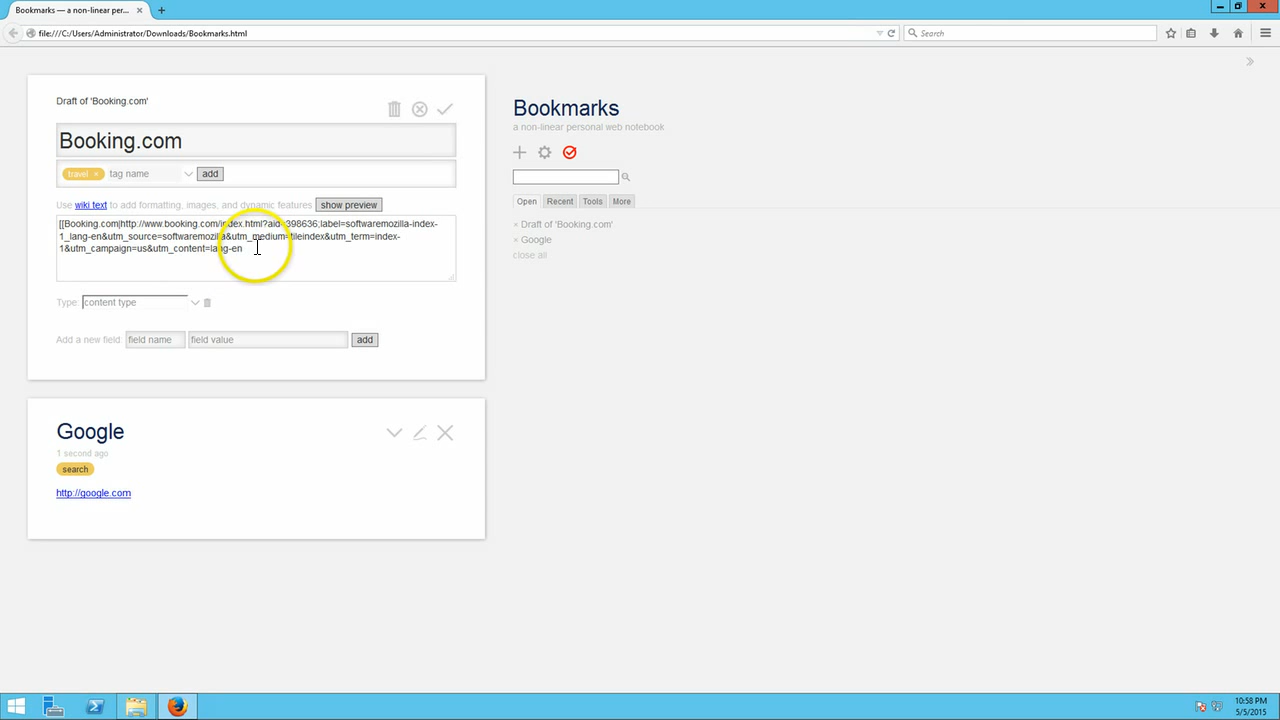 Bookmarks — a non-linear per...
file:///C:/Users/Administrator/Downloads/Bookmarks.html
Search
Draft of 'Booking.com'
Booking.com
travel × tag name add
Use wiki text to add formatting, images, and dynamic features show preview
[[Booking.com|http://www.booking.com/index.html?aid=398636;label=softwaremozilla-index-
1_lang-en&utm_source=softwaremozilla&utm_medium=tileindex&utm_term=index-
1&utm_campaign=us&utm_content=lang-en
Type: content type
Add a new field: field name field value add
Google
1 second ago
search
http://google.com
Bookmarks
a non-linear personal web notebook
Open Recent Tools More
× Draft of 'Booking.com'
× Google
close all
10:58 PM
5/5/2015